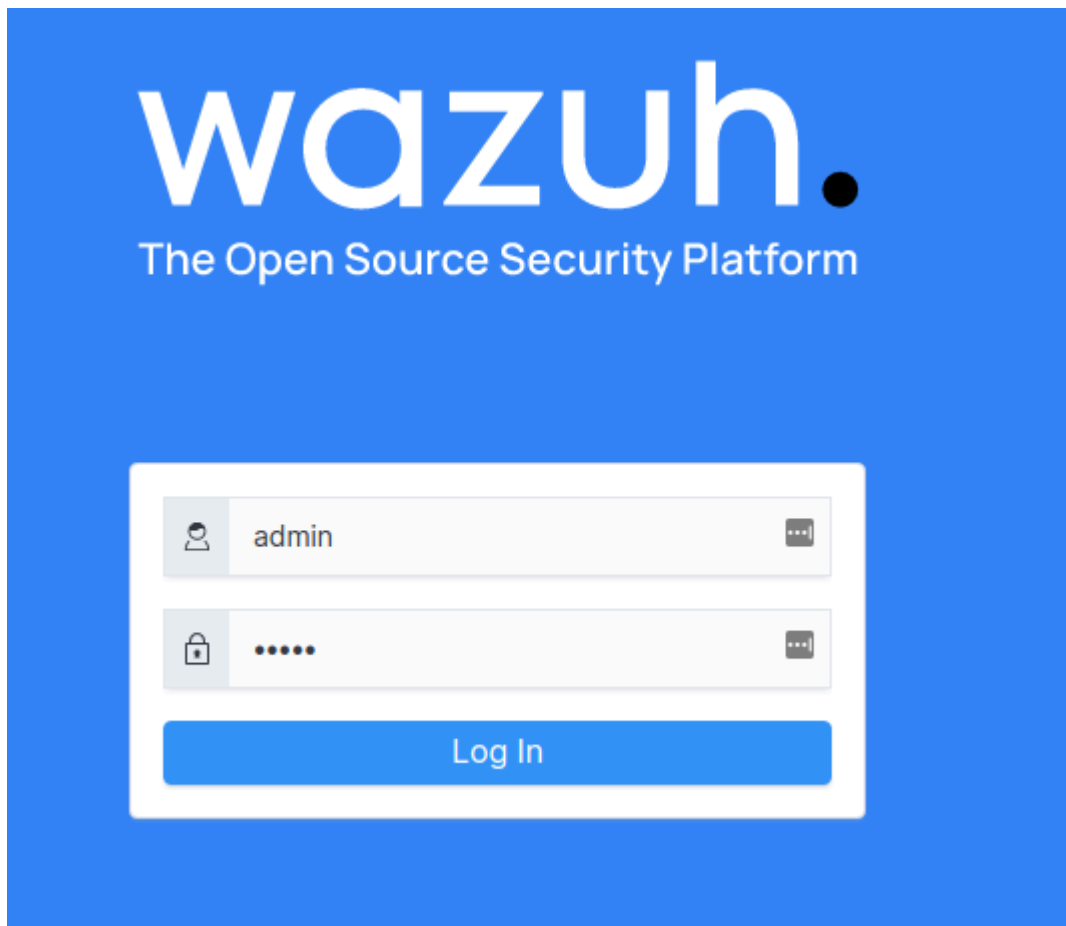 wazuh.
The Open Source Security Platform
admin
•••••
Log In